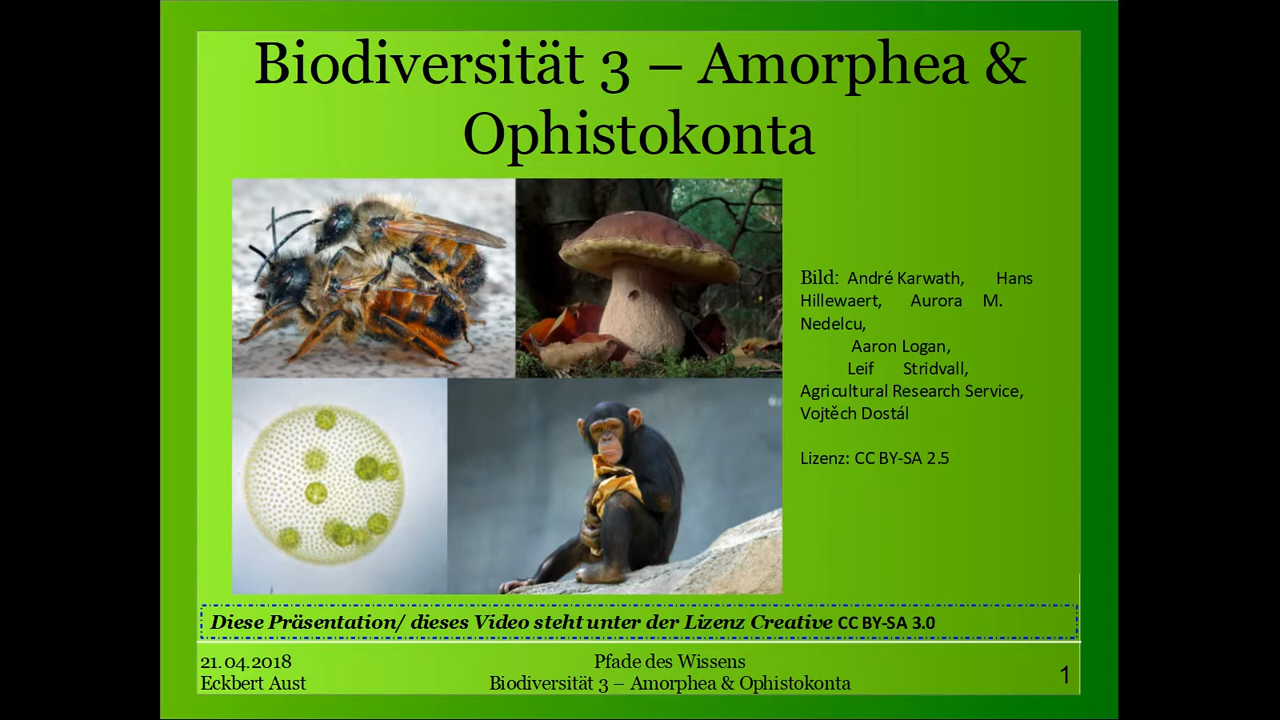 Biodiversität 3 – Amorphea &
Ophistokonta
Bild: André Karwath, Hans
Hillewaert, Aurora M.
Nedelcu,
Aaron Logan,
Leif Stridvall,
Agricultural Research Service,
Vojtěch Dostál
Lizenz: CC BY-SA 2.5
Diese Präsentation/ dieses Video steht unter der Lizenz Creative CC BY-SA 3.0
21.04.2018
Eckbert Aust
Pfade des Wissens
Biodiversität 3 – Amorphea & Ophistokonta
1